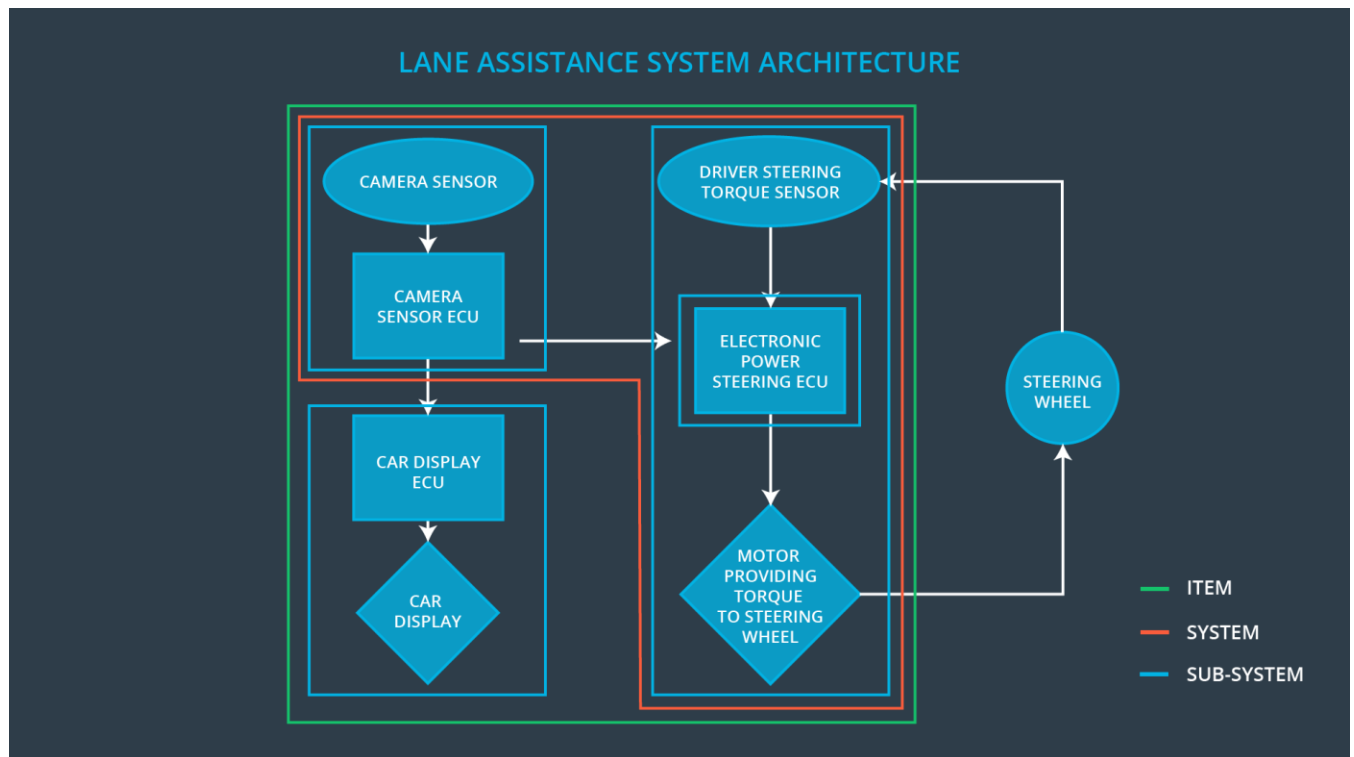 LANE ASSISTANCE SYSTEM ARCHITECTURE
CAMERA SENSOR
CAMERA
SENSOR ECU
CAR DISPLAY
ECU
CAR
DISPLAY
DRIVER STEERING
TORQUE SENSOR
ELECTRONIC
POWER
STEERING ECU
MOTOR
PROVIDING
TORQUE
TO STEERING
WHEEL
STEERING
WHEEL
ITEM
SYSTEM
SUB-SYSTEM